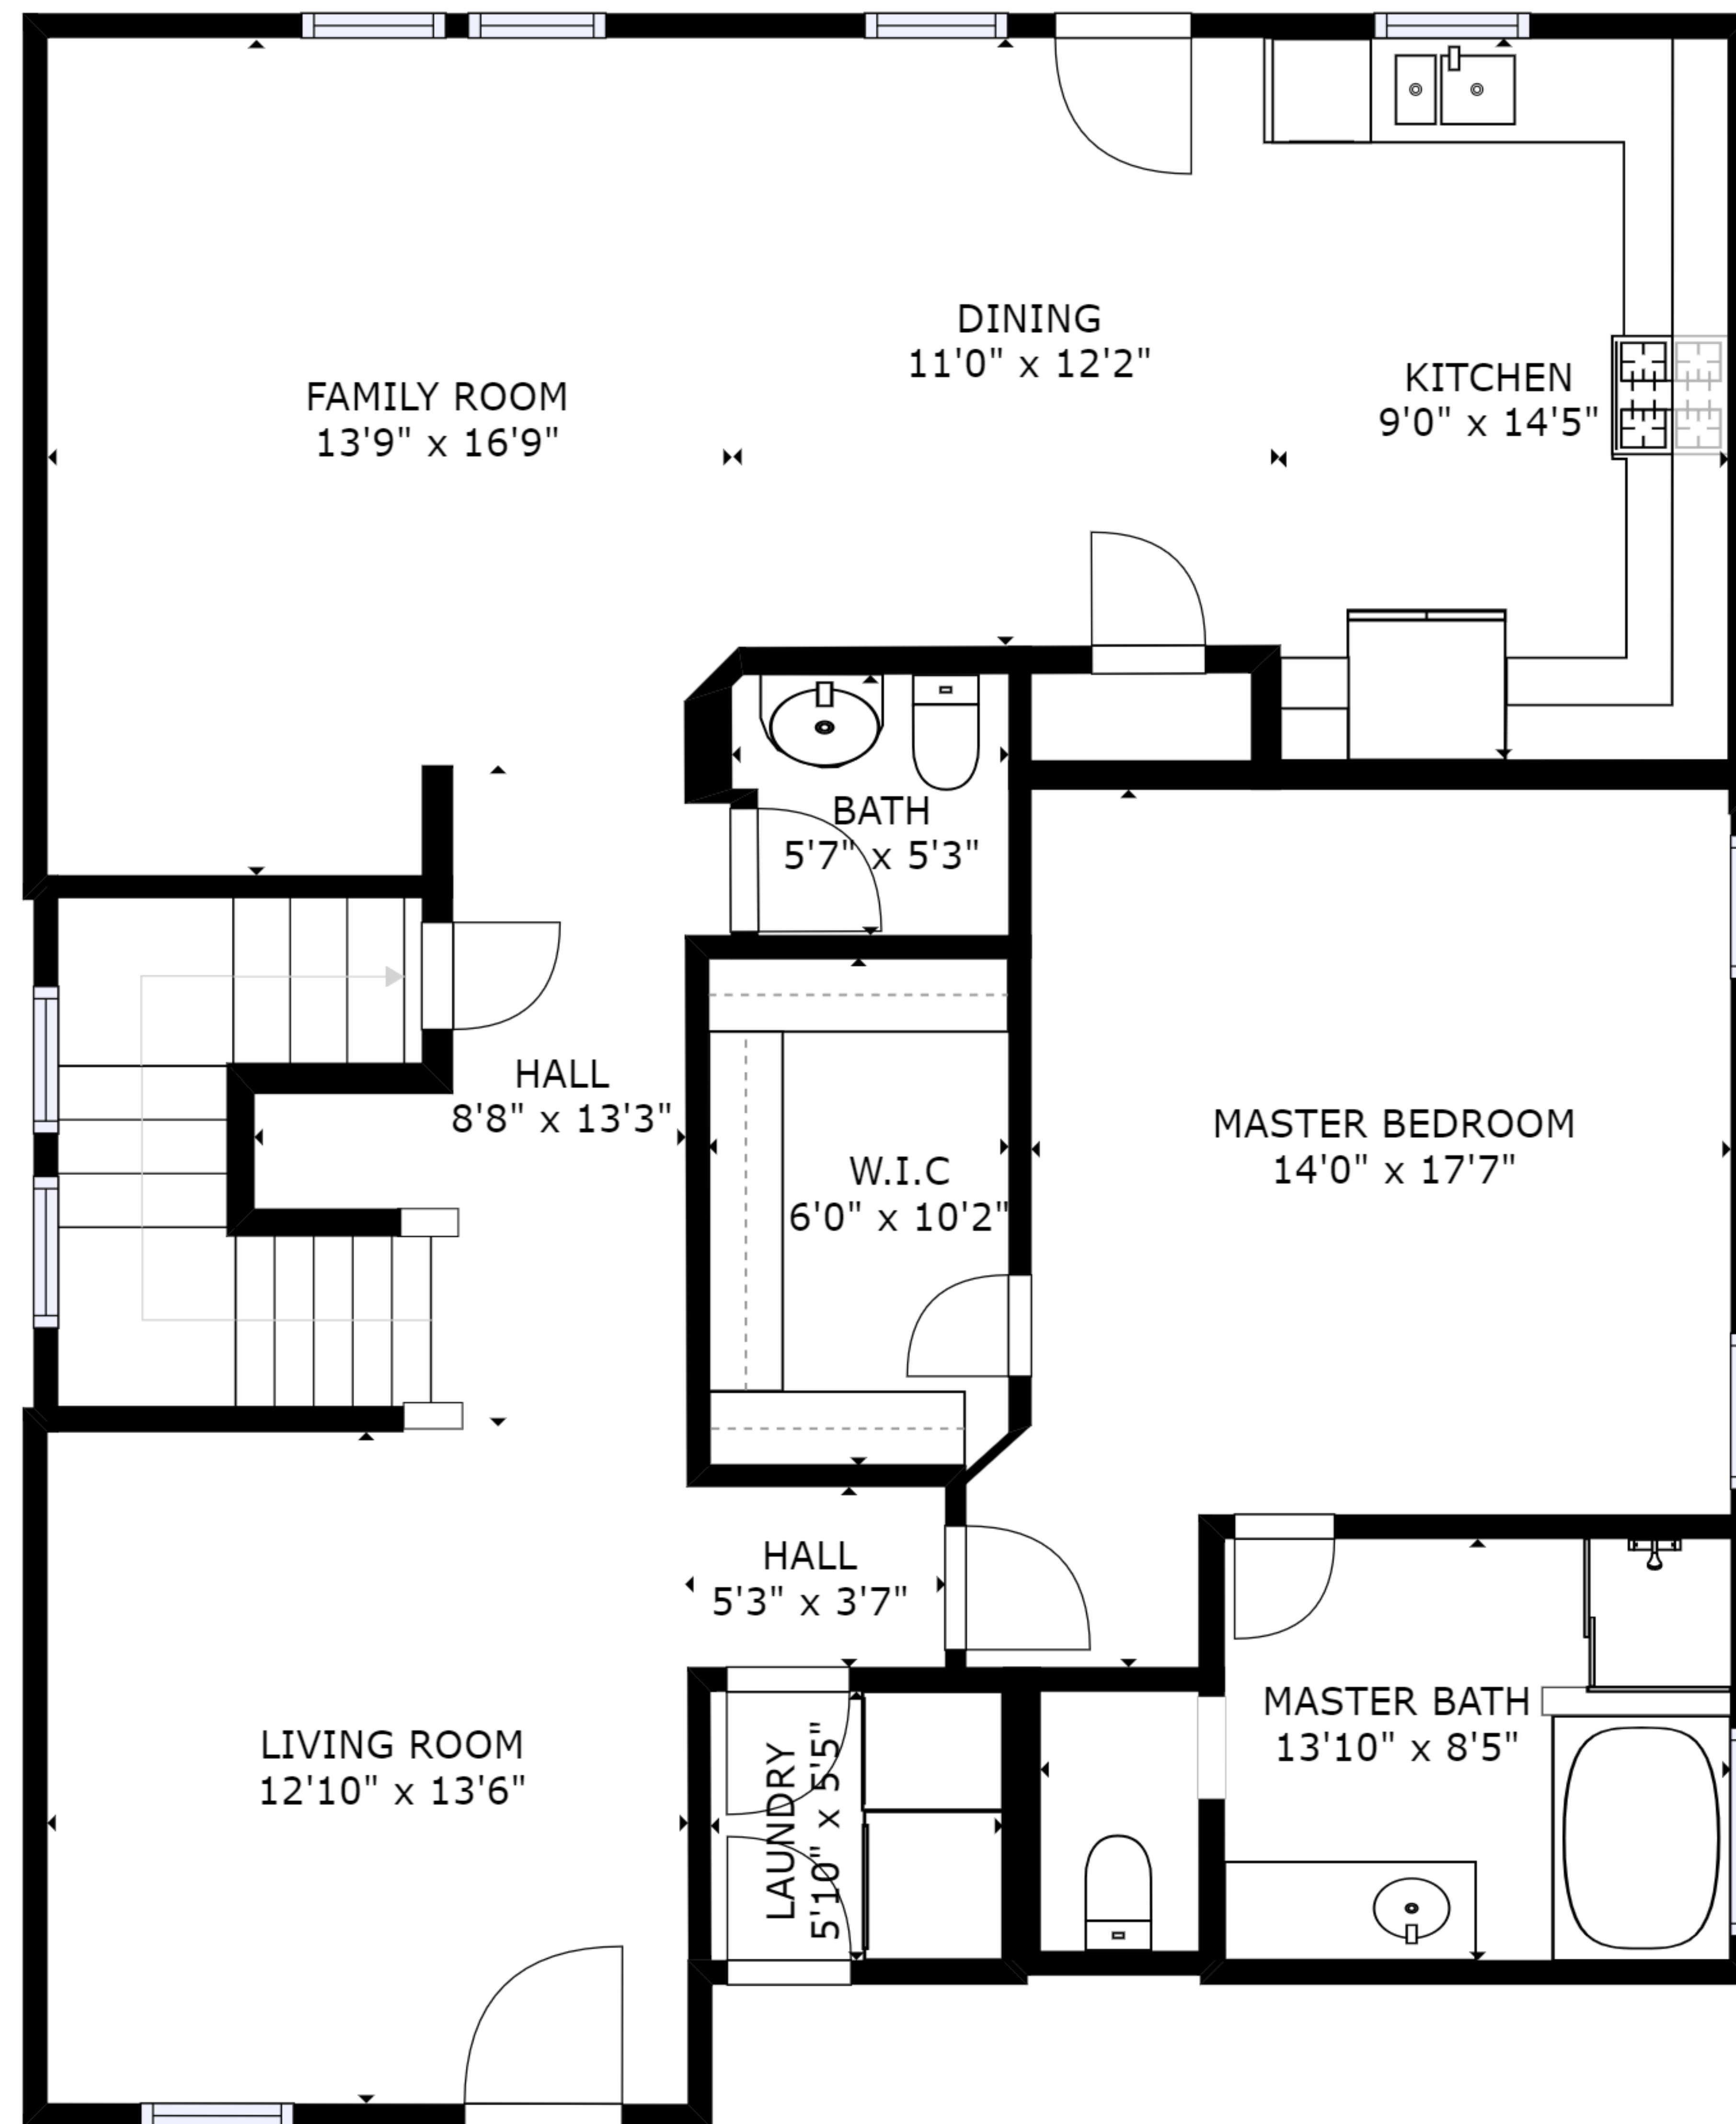 DINING
11'0" x 12'2"
KITCHEN
9'0" x 14'5"
FAMILY ROOM
13'9" x 16'9"
BATH
5'7" x 5'3"
HALL
8'8" x 13'3"
MASTER BEDROOM
14'0" x 17'7"
W.I.C
6'0" x 10'2"
HALL
5'3" x 3'7"
MASTER BATH
13'10" x 8'5"
LIVING ROOM
12'10" x 13'6"
LAUNDRY
5'10" x 5'5"